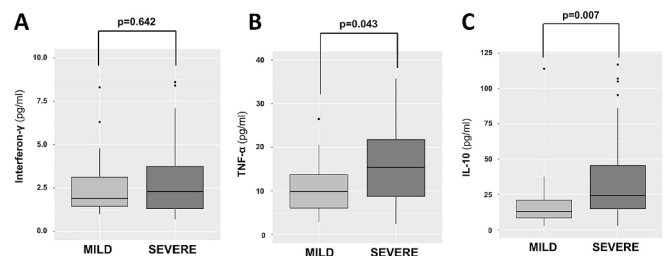 A
p=0.642
Interferon-γ (pg/ml)
10.0
7.5
5.0
2.5
0.0
MILD SEVERE
B
p=0.043
TNF-α (pg/ml)
40
30
20
10
0
MILD SEVERE
C
p=0.007
IL-10 (pg/ml)
125
100
75
50
25
0
MILD SEVERE